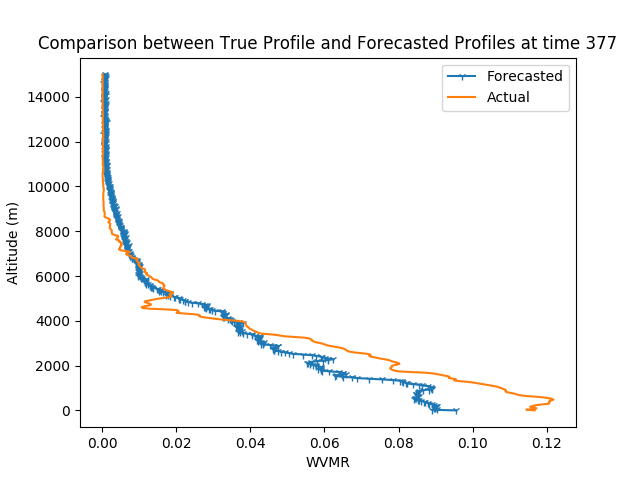 Comparison between True Profile and Forecasted Profiles at time 377
Forecasted
Actual
Altitude (m)
14000
12000
10000
8000
6000
4000
2000
0
0.00 0.02 0.04 0.06 0.08 0.10 0.12
WVMR